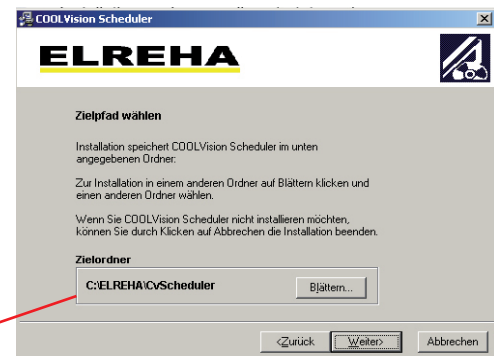 COOLVision Scheduler
ELREHA
Zielpfad wählen
Installation speichert COOLVision Scheduler im unten
angegebenen Ordner:
Zur Installation in einem anderen Ordner auf Blättern klicken und
einen anderen Ordner wählen.
Wenn Sie COOLVision Scheduler nicht installieren möchten,
können Sie durch Klicken auf Abbrechen die Installation beenden.
Zielordner
C:\ELREHA\CvScheduler
Blättern...
<Zurück Weiter> Abbrechen